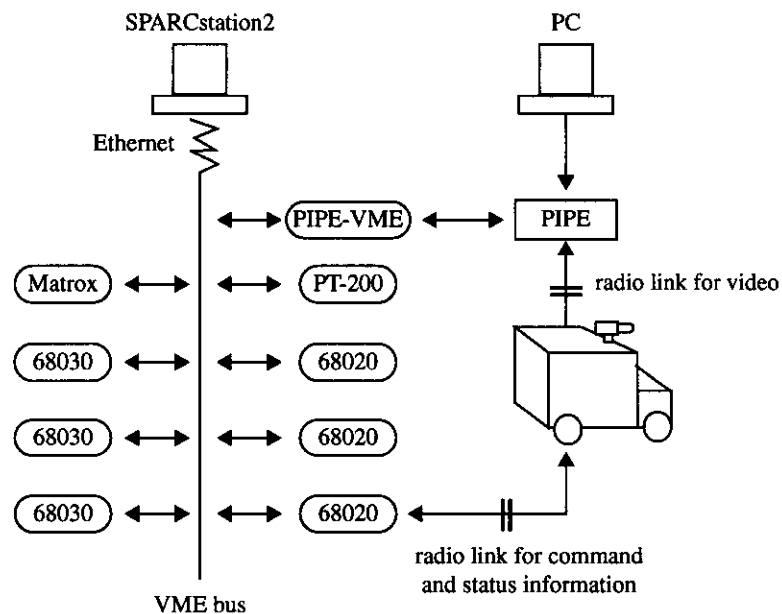 SPARCstation2
PC
Ethernet
PIPE-VME
PIPE
Matrox
PT-200
radio link for video
68030
68020
68030
68020
68030
68020
radio link for command
and status information
VME bus